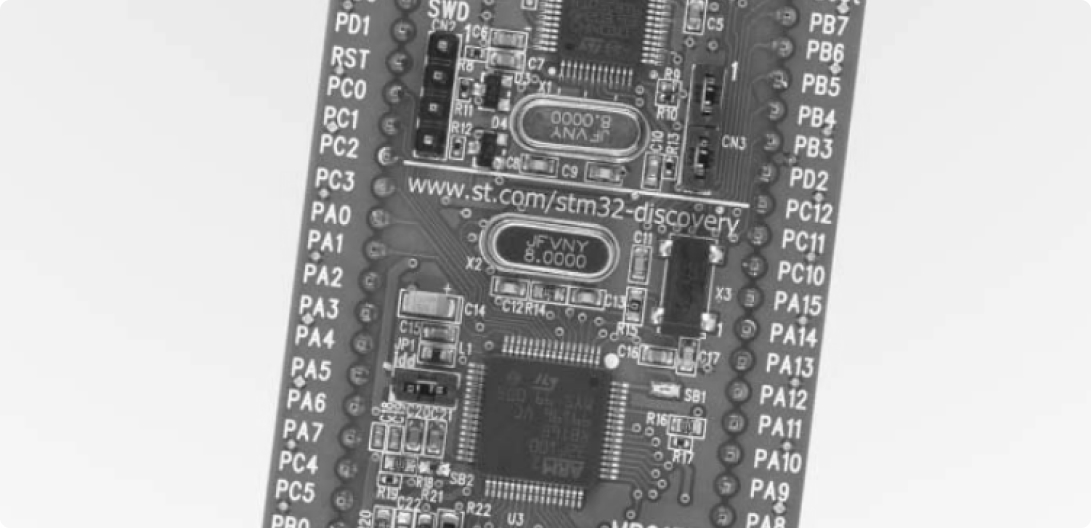 SWD
CN2
PD1
RST
PC0
PC1
PC2
PC3
PA0
PA1
PA2
PA3
PA4
PA5
PA6
PA7
PC4
PC5
PB0
C6
C7
R8
D3
X1
R11
D4
R12
C8
C9
JFVNY
8.0000
C5
R9
R10
1
C10
R13
CN3
PB7
PB6
PB5
PB4
PB3
PD2
PC12
PC11
PC10
PA15
PA14
PA13
PA12
PA11
PA10
PA9
PA8
www.st.com/stm32-discovery
JFVNY
8.0000
X2
C11
X3
C12
R14
C13
R15
1
C14
C15
JP1
Idd
L1
C16
C17
SB1
C20
C21
R16
R17
ARM
R18
SB2
R19
R21
C22
R22
U3